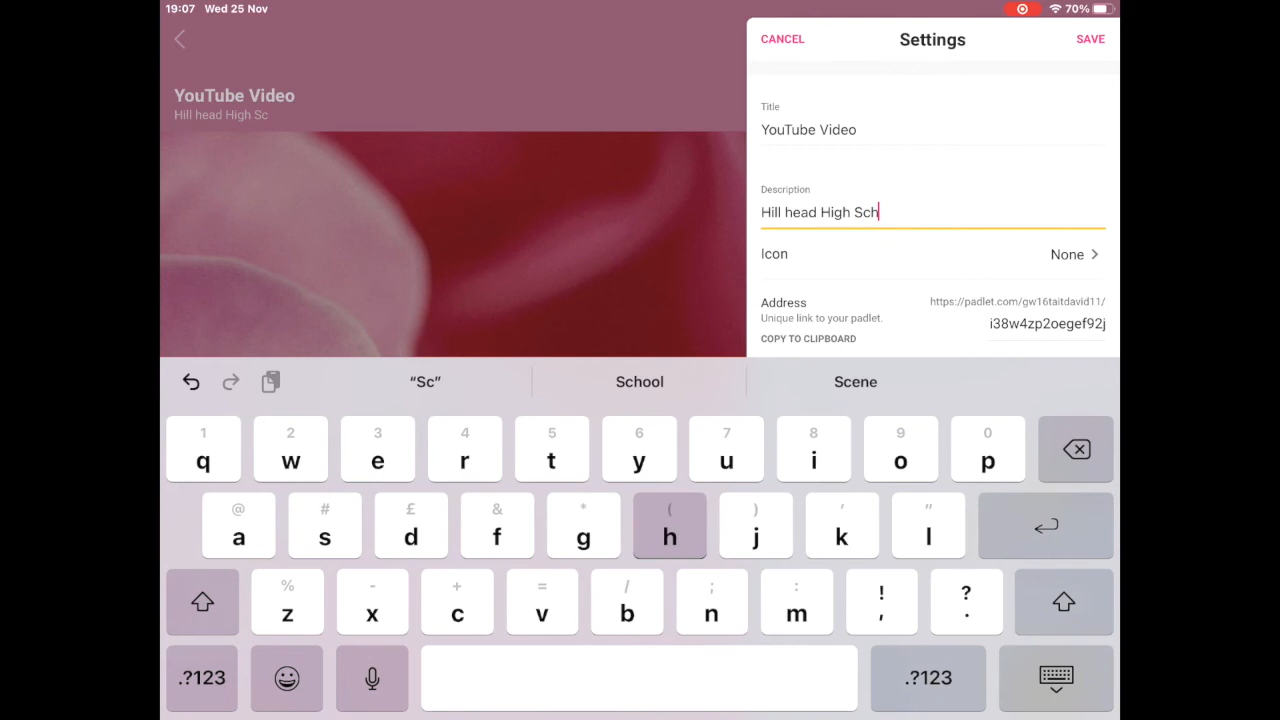 19:07 Wed 25 Nov
70%
YouTube Video
Hill head High Sc
CANCEL Settings SAVE
Title
YouTube Video
Description
Hill head High Sch
Icon None
Address https://padlet.com/gw16taitdavid11/
Unique link to your padlet. i38w4zp2oegef92j
COPY TO CLIPBOARD
“Sc” School Scene
1 2 3 4 5 6 7 8 9 0
q w e r t y u i o p
@ # £ d & * ( ) ' "
a s d f g h j k l
% - + = / ; : ! ?
z x c v b n m , .
.?123 .?123